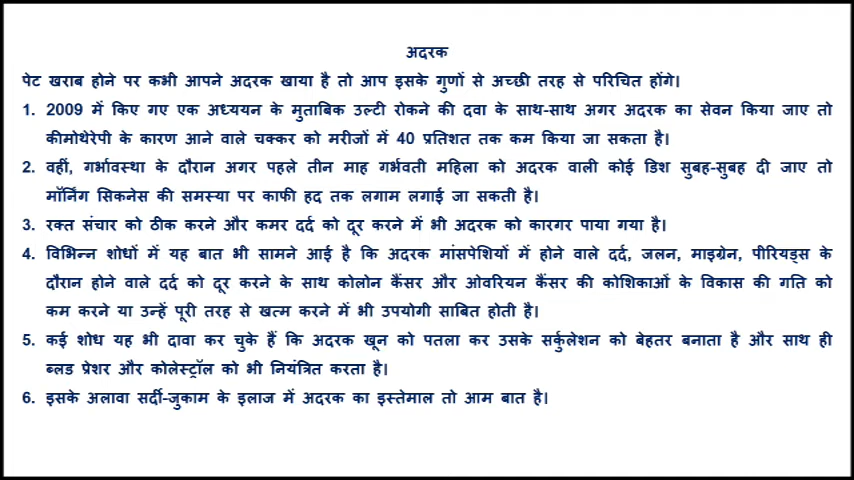 अदरक
पेट खराब होने पर कभी आपने अदरक खाया है तो आप इसके गुणों से अच्छी तरह से परिचित होंगे।
1. 2009 में किए गए एक अध्ययन के मुताबिक उल्टी रोकने की दवा के साथ-साथ अगर अदरक का सेवन किया जाए तो
कीमोथेरेपी के कारण आने वाले चक्कर को मरीजों में 40 प्रतिशत तक कम किया जा सकता है।
2. वहीं, गर्भावस्था के दौरान अगर पहले तीन माह गर्भवती महिला को अदरक वाली कोई डिश सुबह-सुबह दी जाए तो
मॉर्निंग सिकनेस की समस्या पर काफी हद तक लगाम लगाई जा सकती है।
3. रक्त संचार को ठीक करने और कमर दर्द को दूर करने में भी अदरक को कारगर पाया गया है।
4. विभिन्न शोधों में यह बात भी सामने आई है कि अदरक मांसपेशियों में होने वाले दर्द, जलन, माइग्रेन, पीरियड्स के
दौरान होने वाले दर्द को दूर करने के साथ कोलोन कैंसर और ओवरियन कैंसर की कोशिकाओं के विकास की गति को
कम करने या उन्हें पूरी तरह से खत्म करने में भी उपयोगी साबित होती है।
5. कई शोध यह भी दावा कर चुके हैं कि अदरक खून को पतला कर उसके सर्कुलेशन को बेहतर बनाता है और साथ ही
ब्लड प्रेशर और कोलेस्ट्रॉल को भी नियंत्रित करता है।
6. इसके अलावा सर्दी-जुकाम के इलाज में अदरक का इस्तेमाल तो आम बात है।